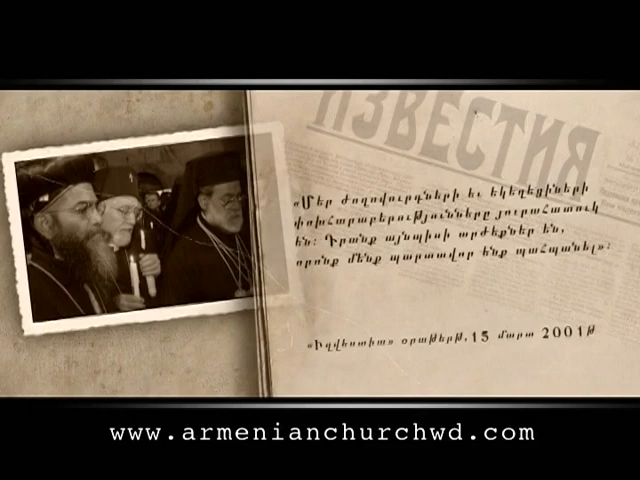 ИЗВЕСТИЯ
«Մեր ժողովուրդների եւ եկեղեցիների
փոխհարաբերությունները յուրահատուկ
են: Դրանք այնպիսի արժեքներ են,
որոնք մենք պարտավոր ենք պահպանել»:
«Իզվեստիա» օրաթերթ, 15 մարտ 2001թ
www.armenianchurchwd.com